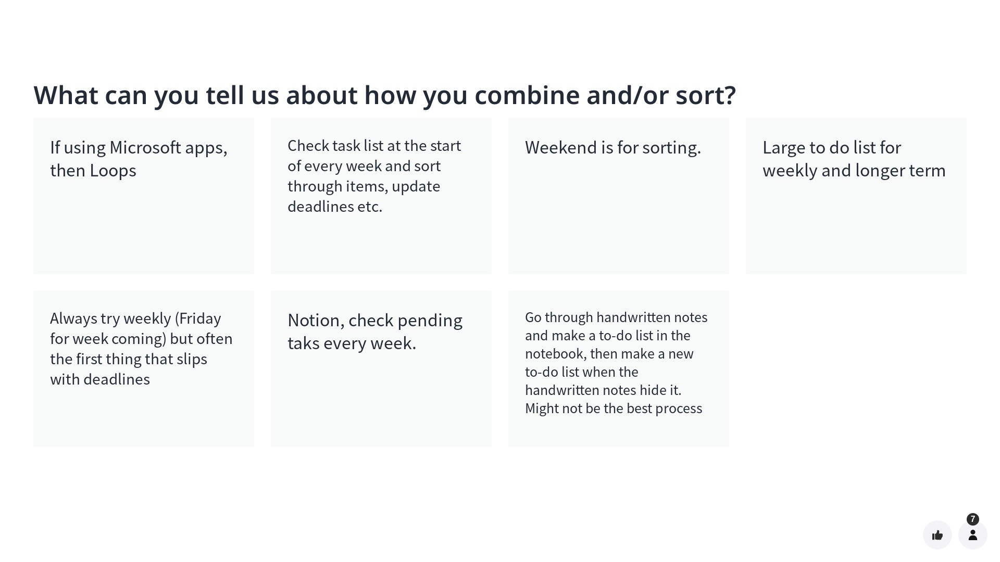 What can you tell us about how you combine and/or sort?
If using Microsoft apps,
then Loops
Check task list at the start
of every week and sort
through items, update
deadlines etc.
Weekend is for sorting.
Large to do list for
weekly and longer term
Always try weekly (Friday
for week coming) but often
the first thing that slips
with deadlines
Notion, check pending
taks every week.
Go through handwritten notes
and make a to-do list in the
notebook, then make a new
to-do list when the
handwritten notes hide it.
Might not be the best process
7